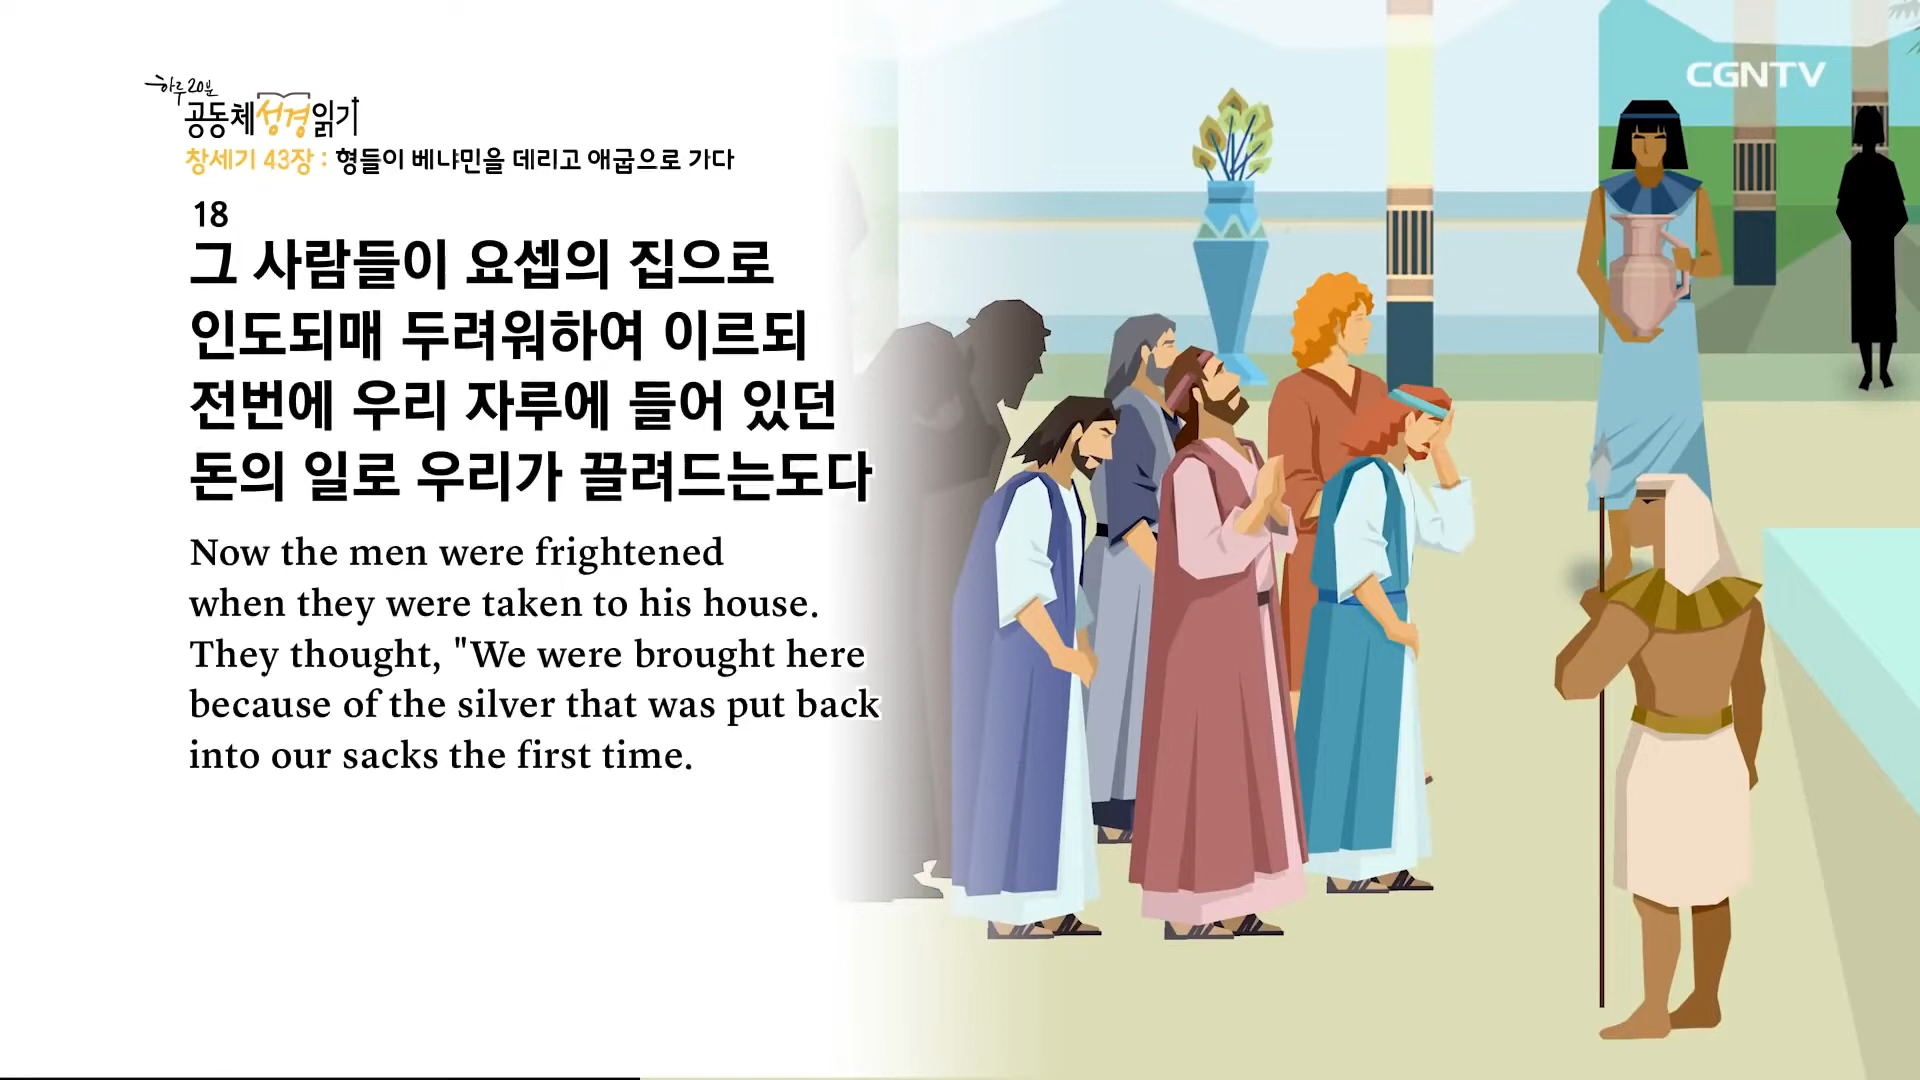 하루 20분
공동체성경읽기
창세기 43장 : 형들이 베냐민을 데리고 애굽으로 가다
18
그 사람들이 요셉의 집으로
인도되매 두려워하여 이르되
전번에 우리 자루에 들어 있던
돈의 일로 우리가 끌려드는도다
Now the men were frightened
when they were taken to his house.
They thought, "We were brought here
because of the silver that was put back
into our sacks the first time.
CGNTV